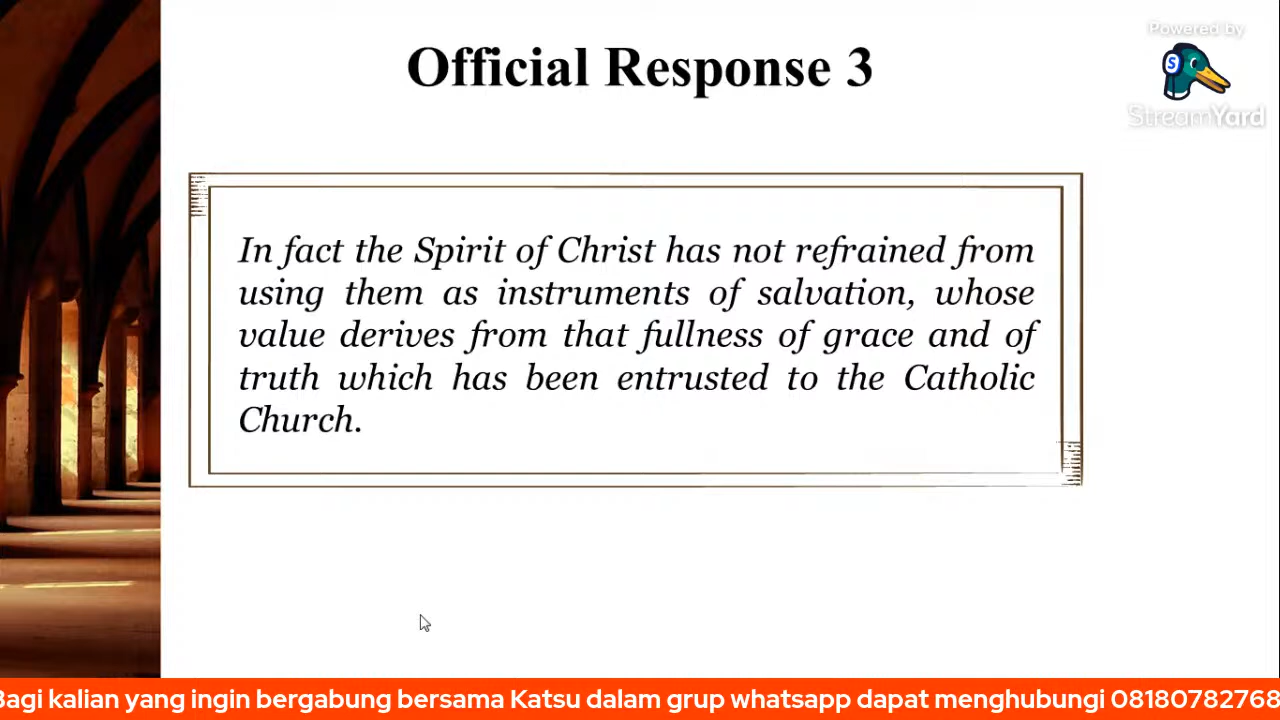 Official Response 3
Powered by
StreamYard
In fact the Spirit of Christ has not refrained from
using them as instruments of salvation, whose
value derives from that fullness of grace and of
truth which has been entrusted to the Catholic
Church.
Bagi kalian yang ingin bergabung bersama Katsu dalam grup whatsapp dapat menghubungi 08180782768